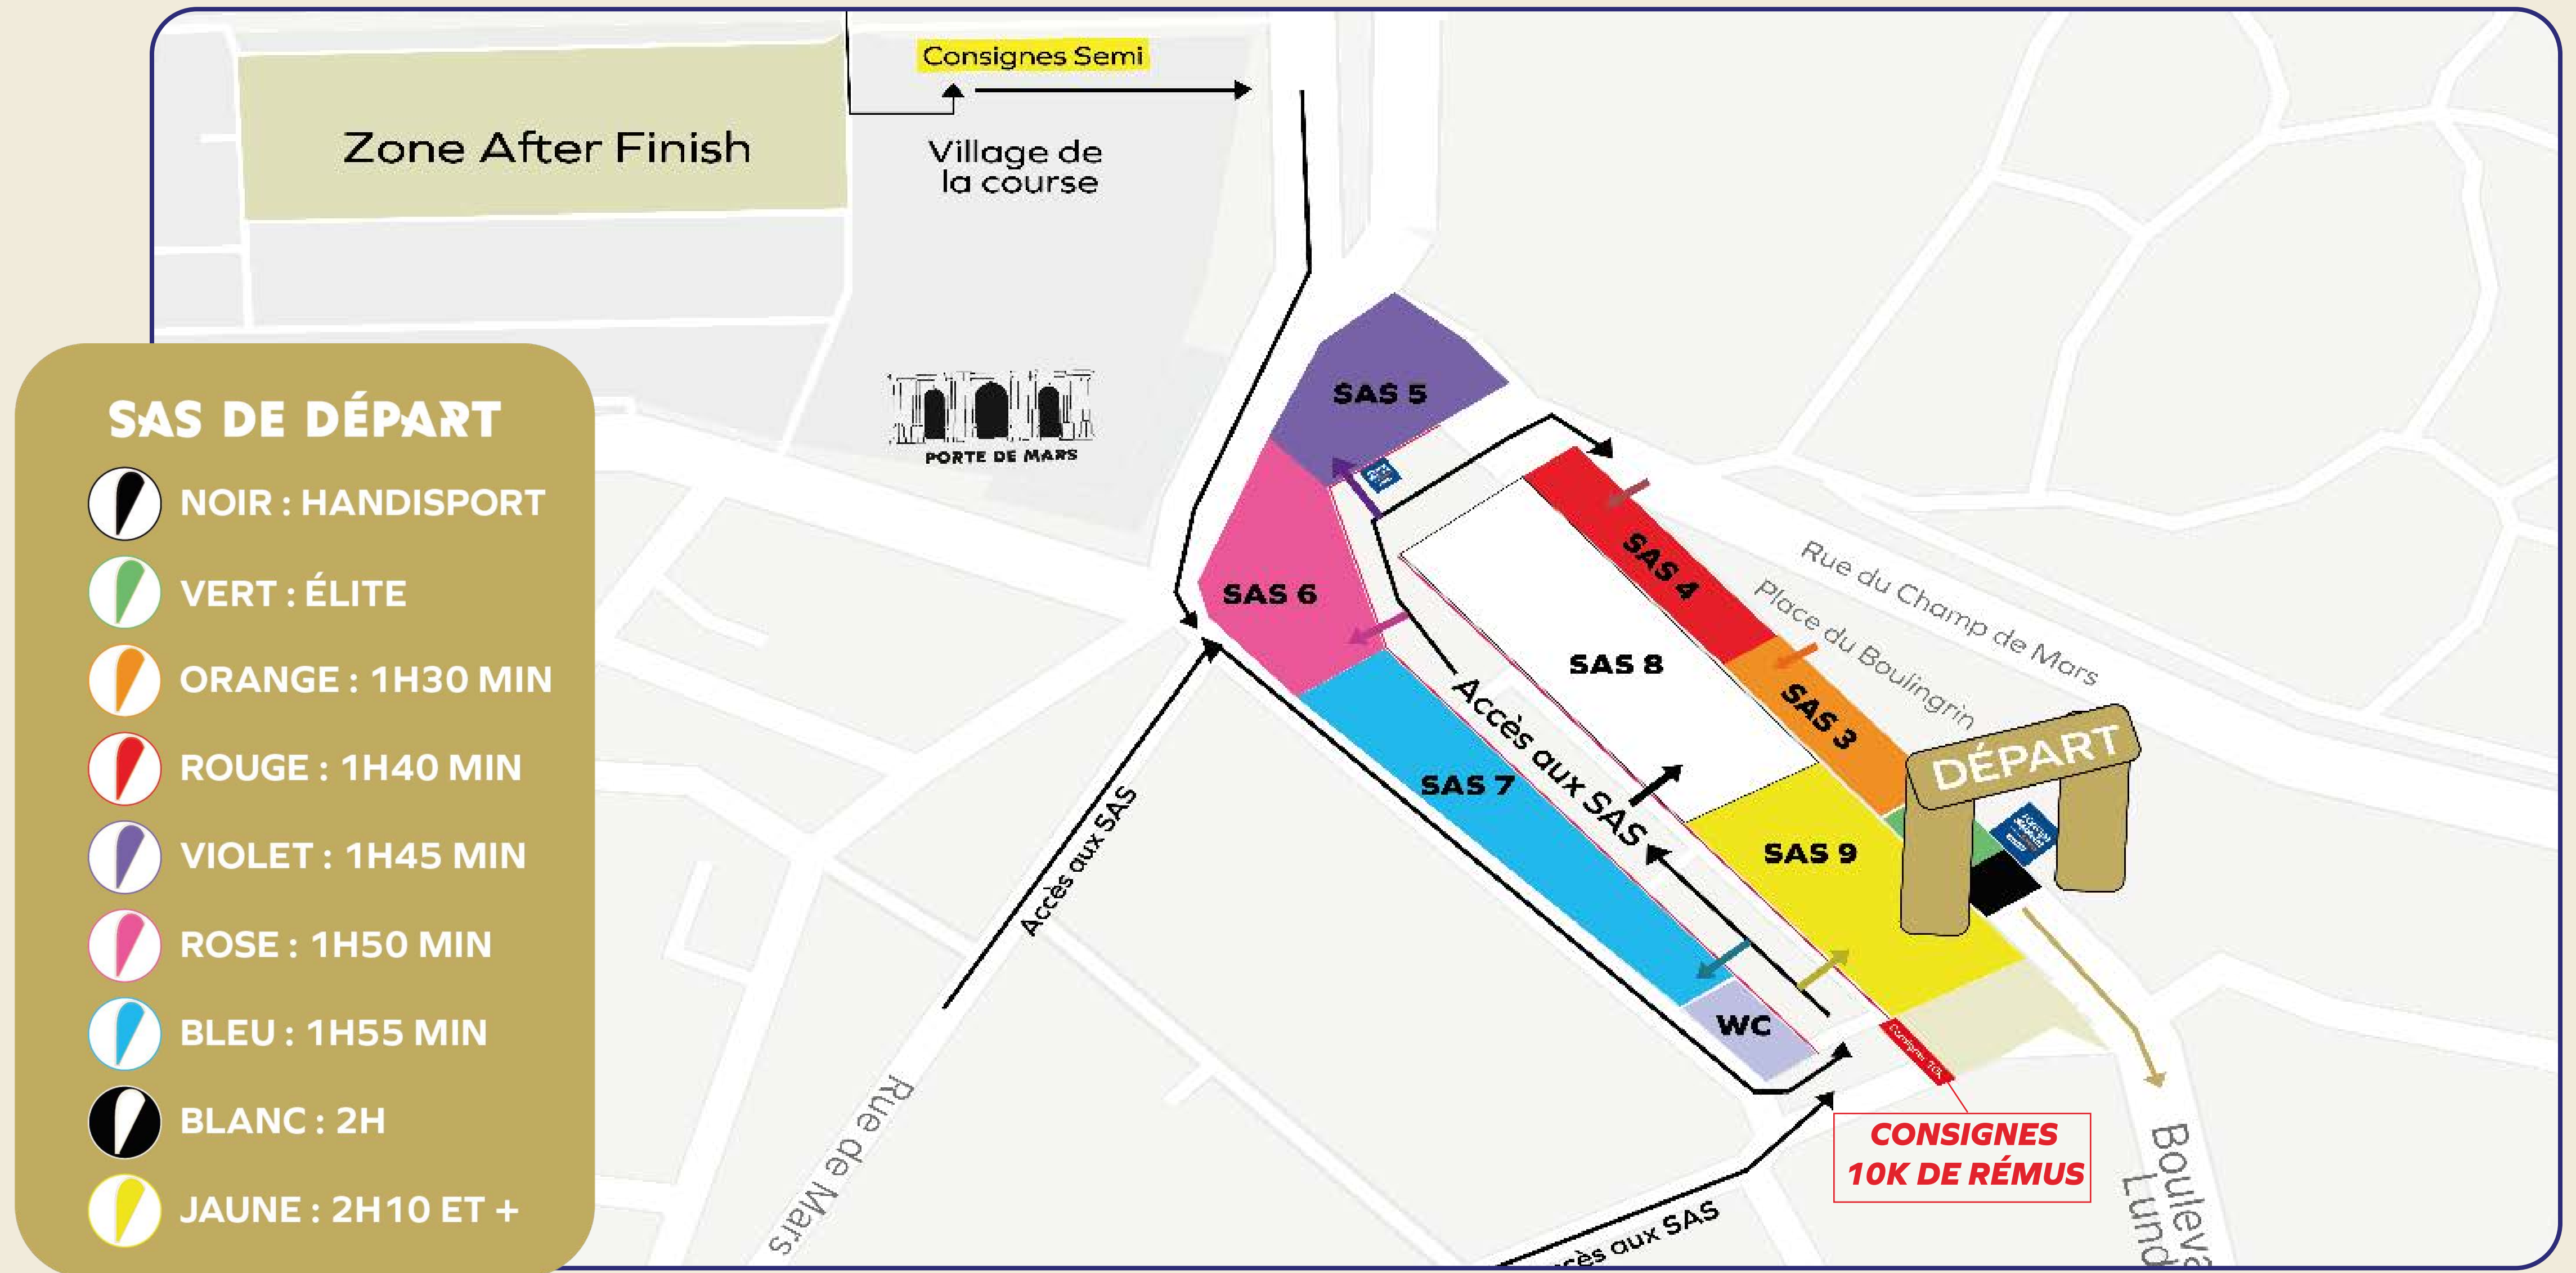 Consignes Semi
Zone After Finish
Village de
la course
PORTE DE MARS
SAS DE DÉPART
NOIR : HANDISPORT
VERT : ÉLITE
ORANGE : 1H30 MIN
ROUGE : 1H40 MIN
VIOLET : 1H45 MIN
ROSE : 1H50 MIN
BLEU : 1H55 MIN
BLANC : 2H
JAUNE : 2H10 ET +
SAS 5
SAS 6
SAS 4
SAS 8
SAS 3
SAS 7
SAS 9
WC
Rue du Champ de Mars
Place du Boulingrin
DÉPART
Accès aux SAS
Accès aux SAS
Rue de Mars
Consignes 10k
CONSIGNES
10K DE RÉMUS
aux SAS